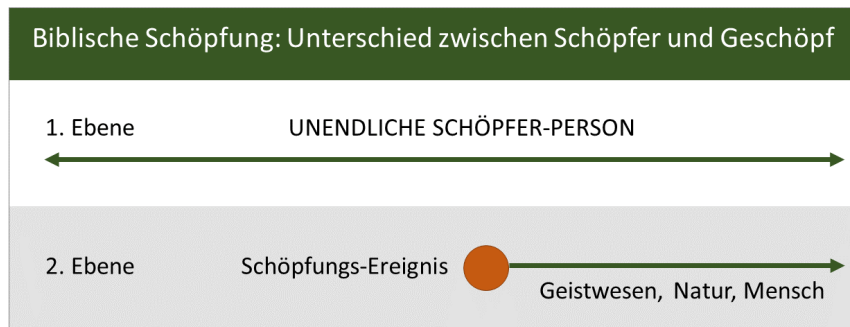 Biblische Schöpfung: Unterschied zwischen Schöpfer und Geschöpf
1. Ebene UNENDLICHE SCHÖPFER-PERSON
2. Ebene Schöpfungs-Ereignis
Geistwesen, Natur, Mensch